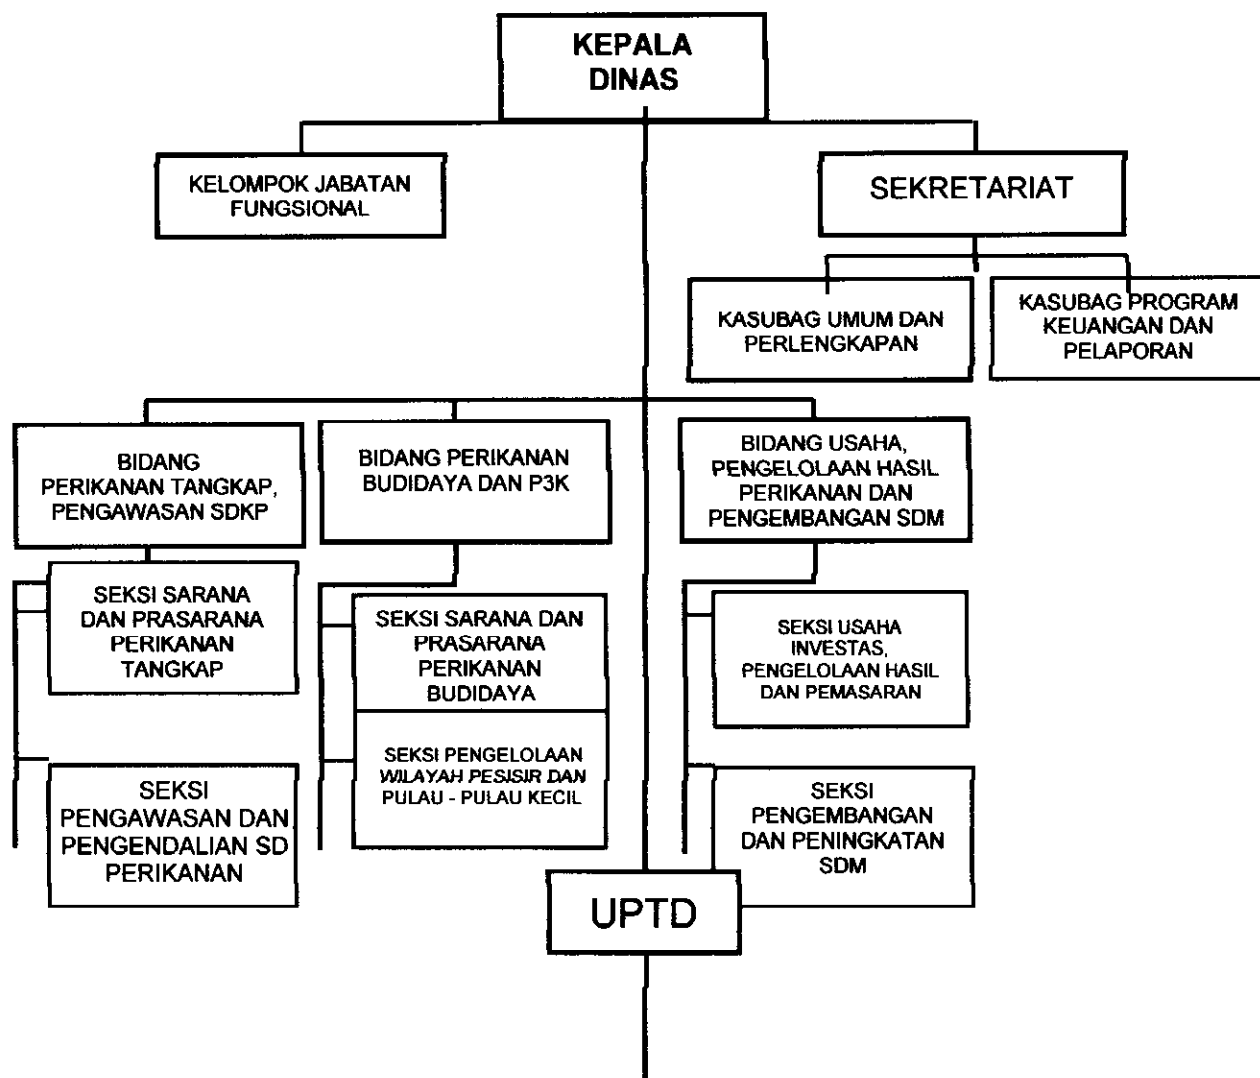 KEPALA
DINAS
KELOMPOK JABATAN
FUNGSIONAL
SEKRETARIAT
KASUBAG UMUM DAN
PERLENGKAPAN
KASUBAG PROGRAM
KEUANGAN DAN
PELAPORAN
BIDANG
PERIKANAN TANGKAP,
PENGAWASAN SDKP
BIDANG PERIKANAN
BUDIDAYA DAN P3K
BIDANG USAHA,
PENGELOLAAN HASIL
PERIKANAN DAN
PENGEMBANGAN SDM
SEKSI SARANA
DAN PRASARANA
PERIKANAN
TANGKAP
SEKSI SARANA DAN
PRASARANA
PERIKANAN
BUDIDAYA
SEKSI USAHA
INVESTAS,
PENGELOLAAN HASIL
DAN PEMASARAN
SEKSI PENGELOLAAN
WILAYAH PESISIR DAN
PULAU - PULAU KECIL
SEKSI
PENGAWASAN DAN
PENGENDALIAN SD
PERIKANAN
SEKSI
PENGEMBANGAN
DAN PENINGKATAN
SDM
UPTD